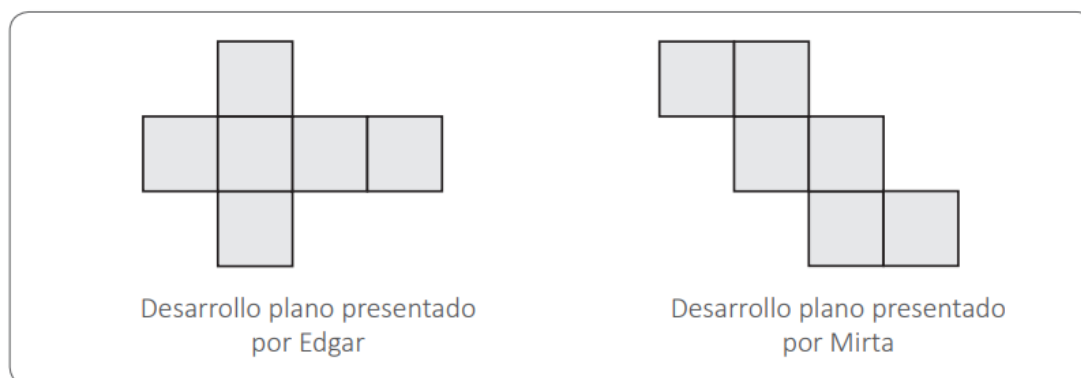 Desarrollo plano presentado
por Edgar
Desarrollo plano presentado
por Mirta